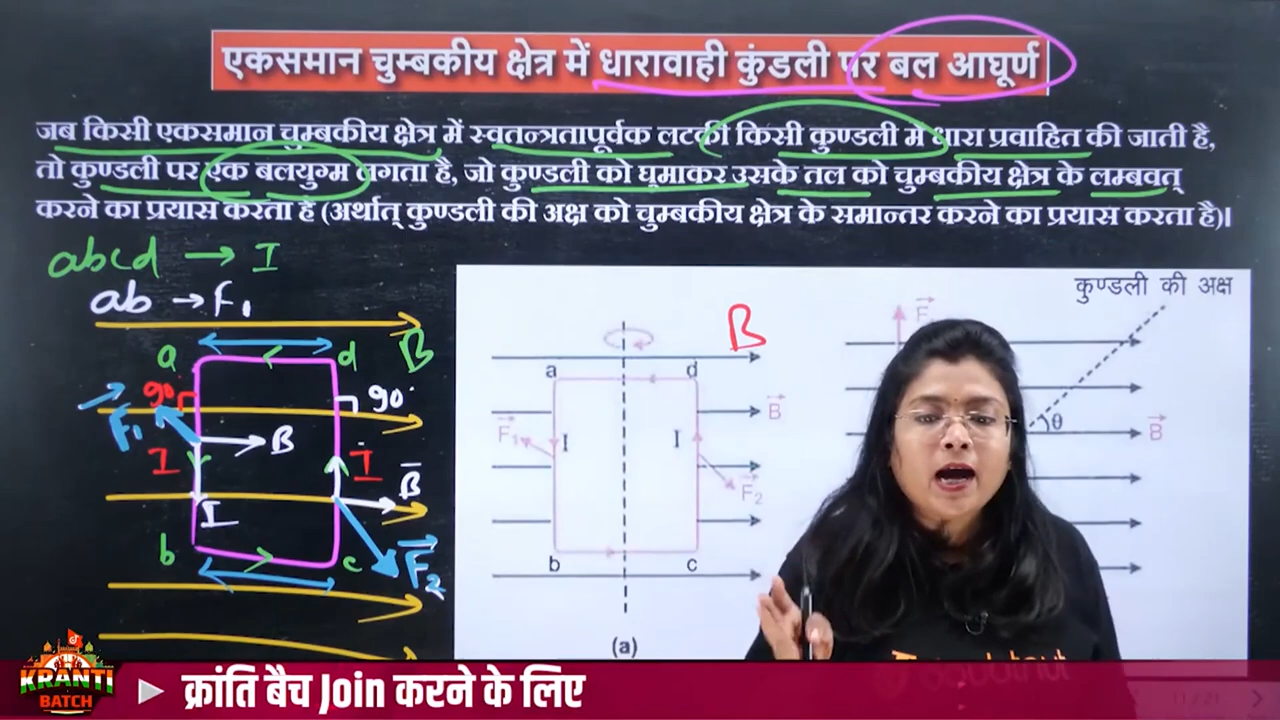 एकसमान चुम्बकीय क्षेत्र में धारावाही कुंडली पर बल आघूर्ण
जब किसी एकसमान चुम्बकीय क्षेत्र में स्वतन्त्रतापूर्वक लटकी किसी कुण्डली में धारा प्रवाहित की जाती है,
तो कुण्डली पर एक बलयुग्म लगता है, जो कुण्डली को घुमाकर उसके तल को चुम्बकीय क्षेत्र के लम्बवत्
करने का प्रयास करता है (अर्थात् कुण्डली की अक्ष को चुम्बकीय क्षेत्र के समान्तर करने का प्रयास करता है)।
abcd → I
ab → F₁
a d B
90° 90°
F₁ B
I I
I B
b c F₂
B
a d
B
F₁ I I
F₂
b c
(a)
कुण्डली की अक्ष
F
θ B
KRANTI
BATCH
क्रांति बैच Join करने के लिए